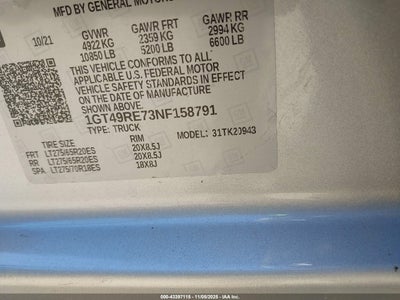 MFD BY GENERAL MOTORS
10/21 GVWR GAWR FRT GAWR RR
4922 KG 2359 KG 2994 KG
10850 LB 5200 LB 6600 LB
THIS VEHICLE CONFORMS TO ALL
APPLICABLE U.S. FEDERAL MOTOR
VEHICLE SAFETY STANDARDS IN EFFECT
ON THE DATE OF MANUFACTURE
SHOWN ABOVE.
1GT49RE73NF158791
TYPE: TRUCK MODEL: 31TK20943
TIRE SIZE RIM
FRT LT275/65R20ES 20X8.5J
RR LT275/65R20ES 20X8.5J
SPA LT275/70R18ES 18X8J
000-43397115 - 11/05/2025 - IAA Inc.